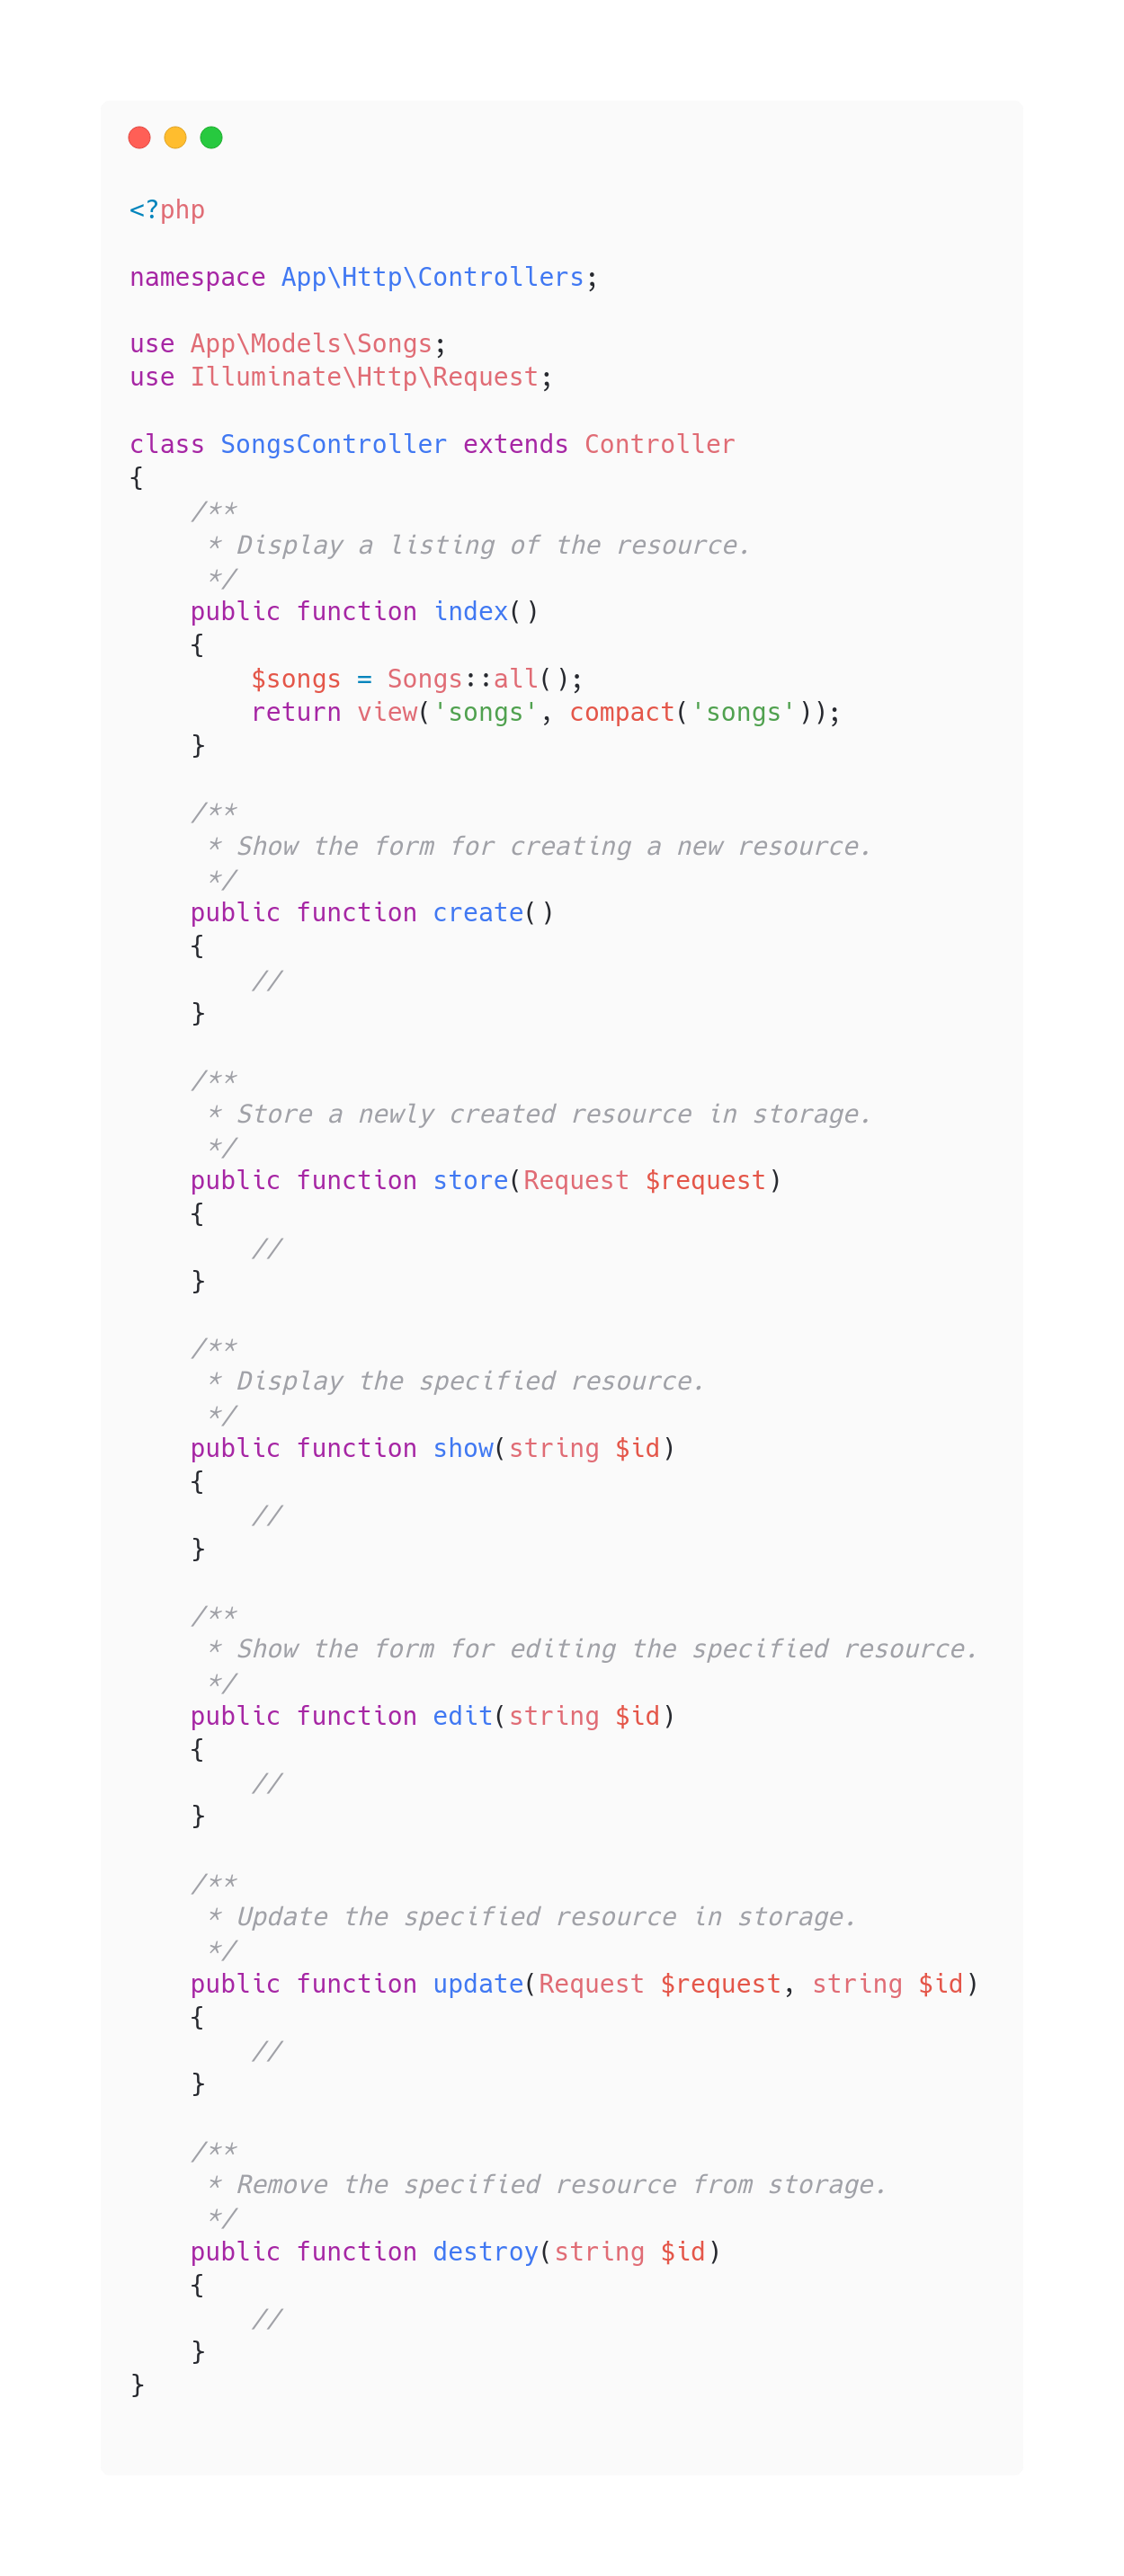 <?php

namespace App\Http\Controllers;

use App\Models\Songs;
use Illuminate\Http\Request;

class SongsController extends Controller
{
    /**
     * Display a listing of the resource.
     */
    public function index()
    {
        $songs = Songs::all();
        return view('songs', compact('songs'));
    }

    /**
     * Show the form for creating a new resource.
     */
    public function create()
    {
        //
    }

    /**
     * Store a newly created resource in storage.
     */
    public function store(Request $request)
    {
        //
    }

    /**
     * Display the specified resource.
     */
    public function show(string $id)
    {
        //
    }

    /**
     * Show the form for editing the specified resource.
     */
    public function edit(string $id)
    {
        //
    }

    /**
     * Update the specified resource in storage.
     */
    public function update(Request $request, string $id)
    {
        //
    }

    /**
     * Remove the specified resource from storage.
     */
    public function destroy(string $id)
    {
        //
    }
}